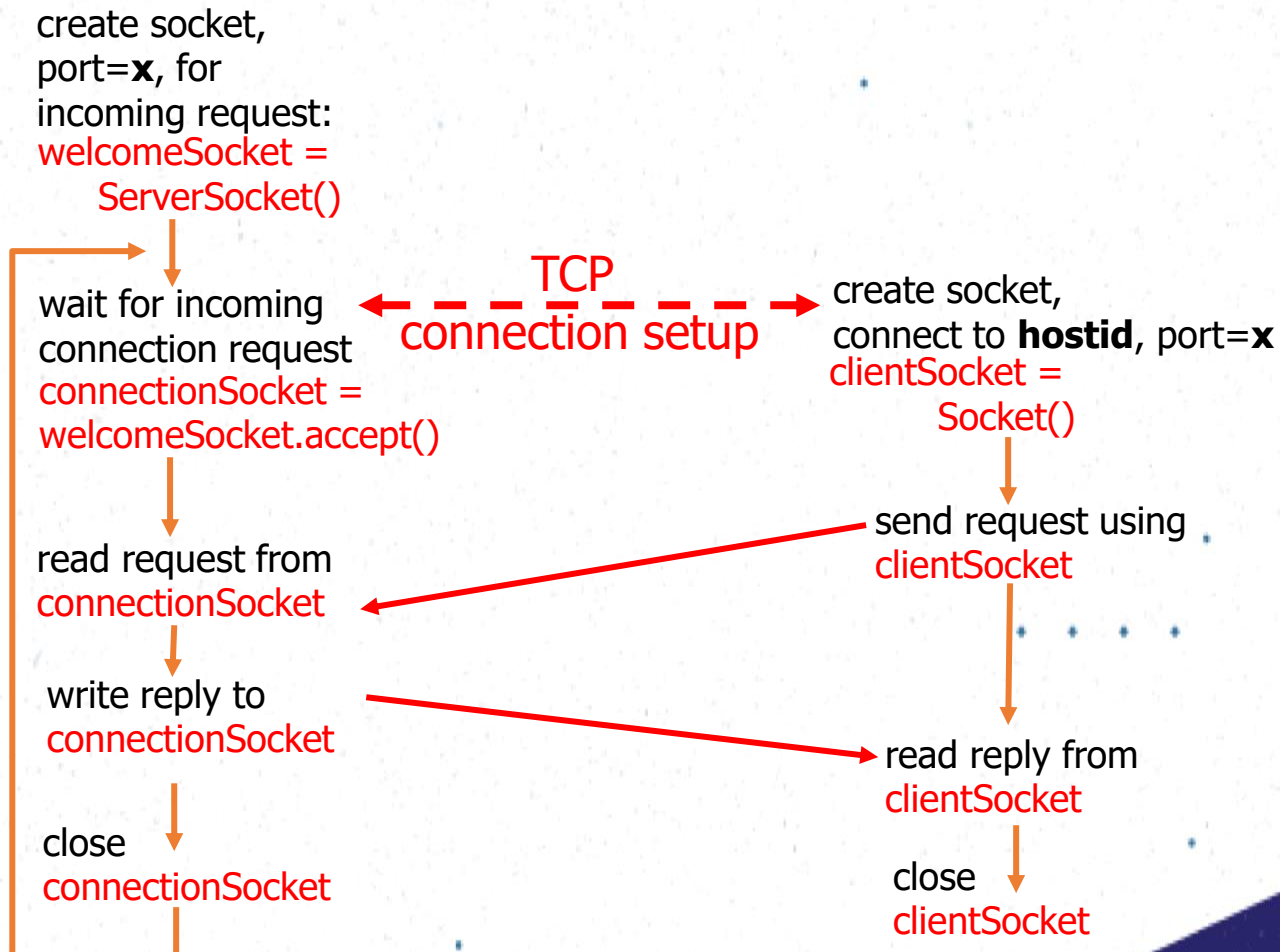 create socket,
port=x, for
incoming request:
welcomeSocket =
ServerSocket()
wait for incoming
connection request
connectionSocket =
welcomeSocket.accept()
read request from
connectionSocket
write reply to
connectionSocket
close
connectionSocket
TCP
connection setup
create socket,
connect to hostid, port=x
clientSocket =
Socket()
send request using
clientSocket
read reply from
clientSocket
close
clientSocket